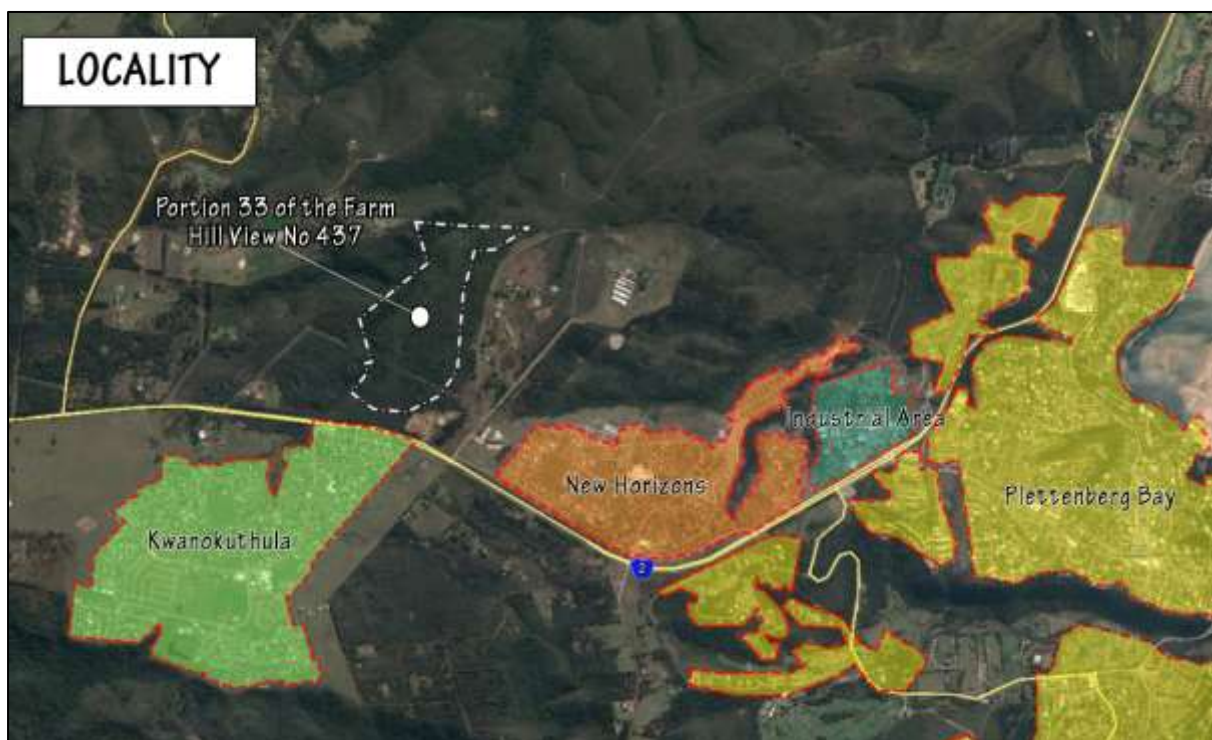 LOCALITY
Portion 33 of the Farm
Hill View No 437
Industrial Area
New Horizons
Plettenberg Bay
Kwanokuthula
2